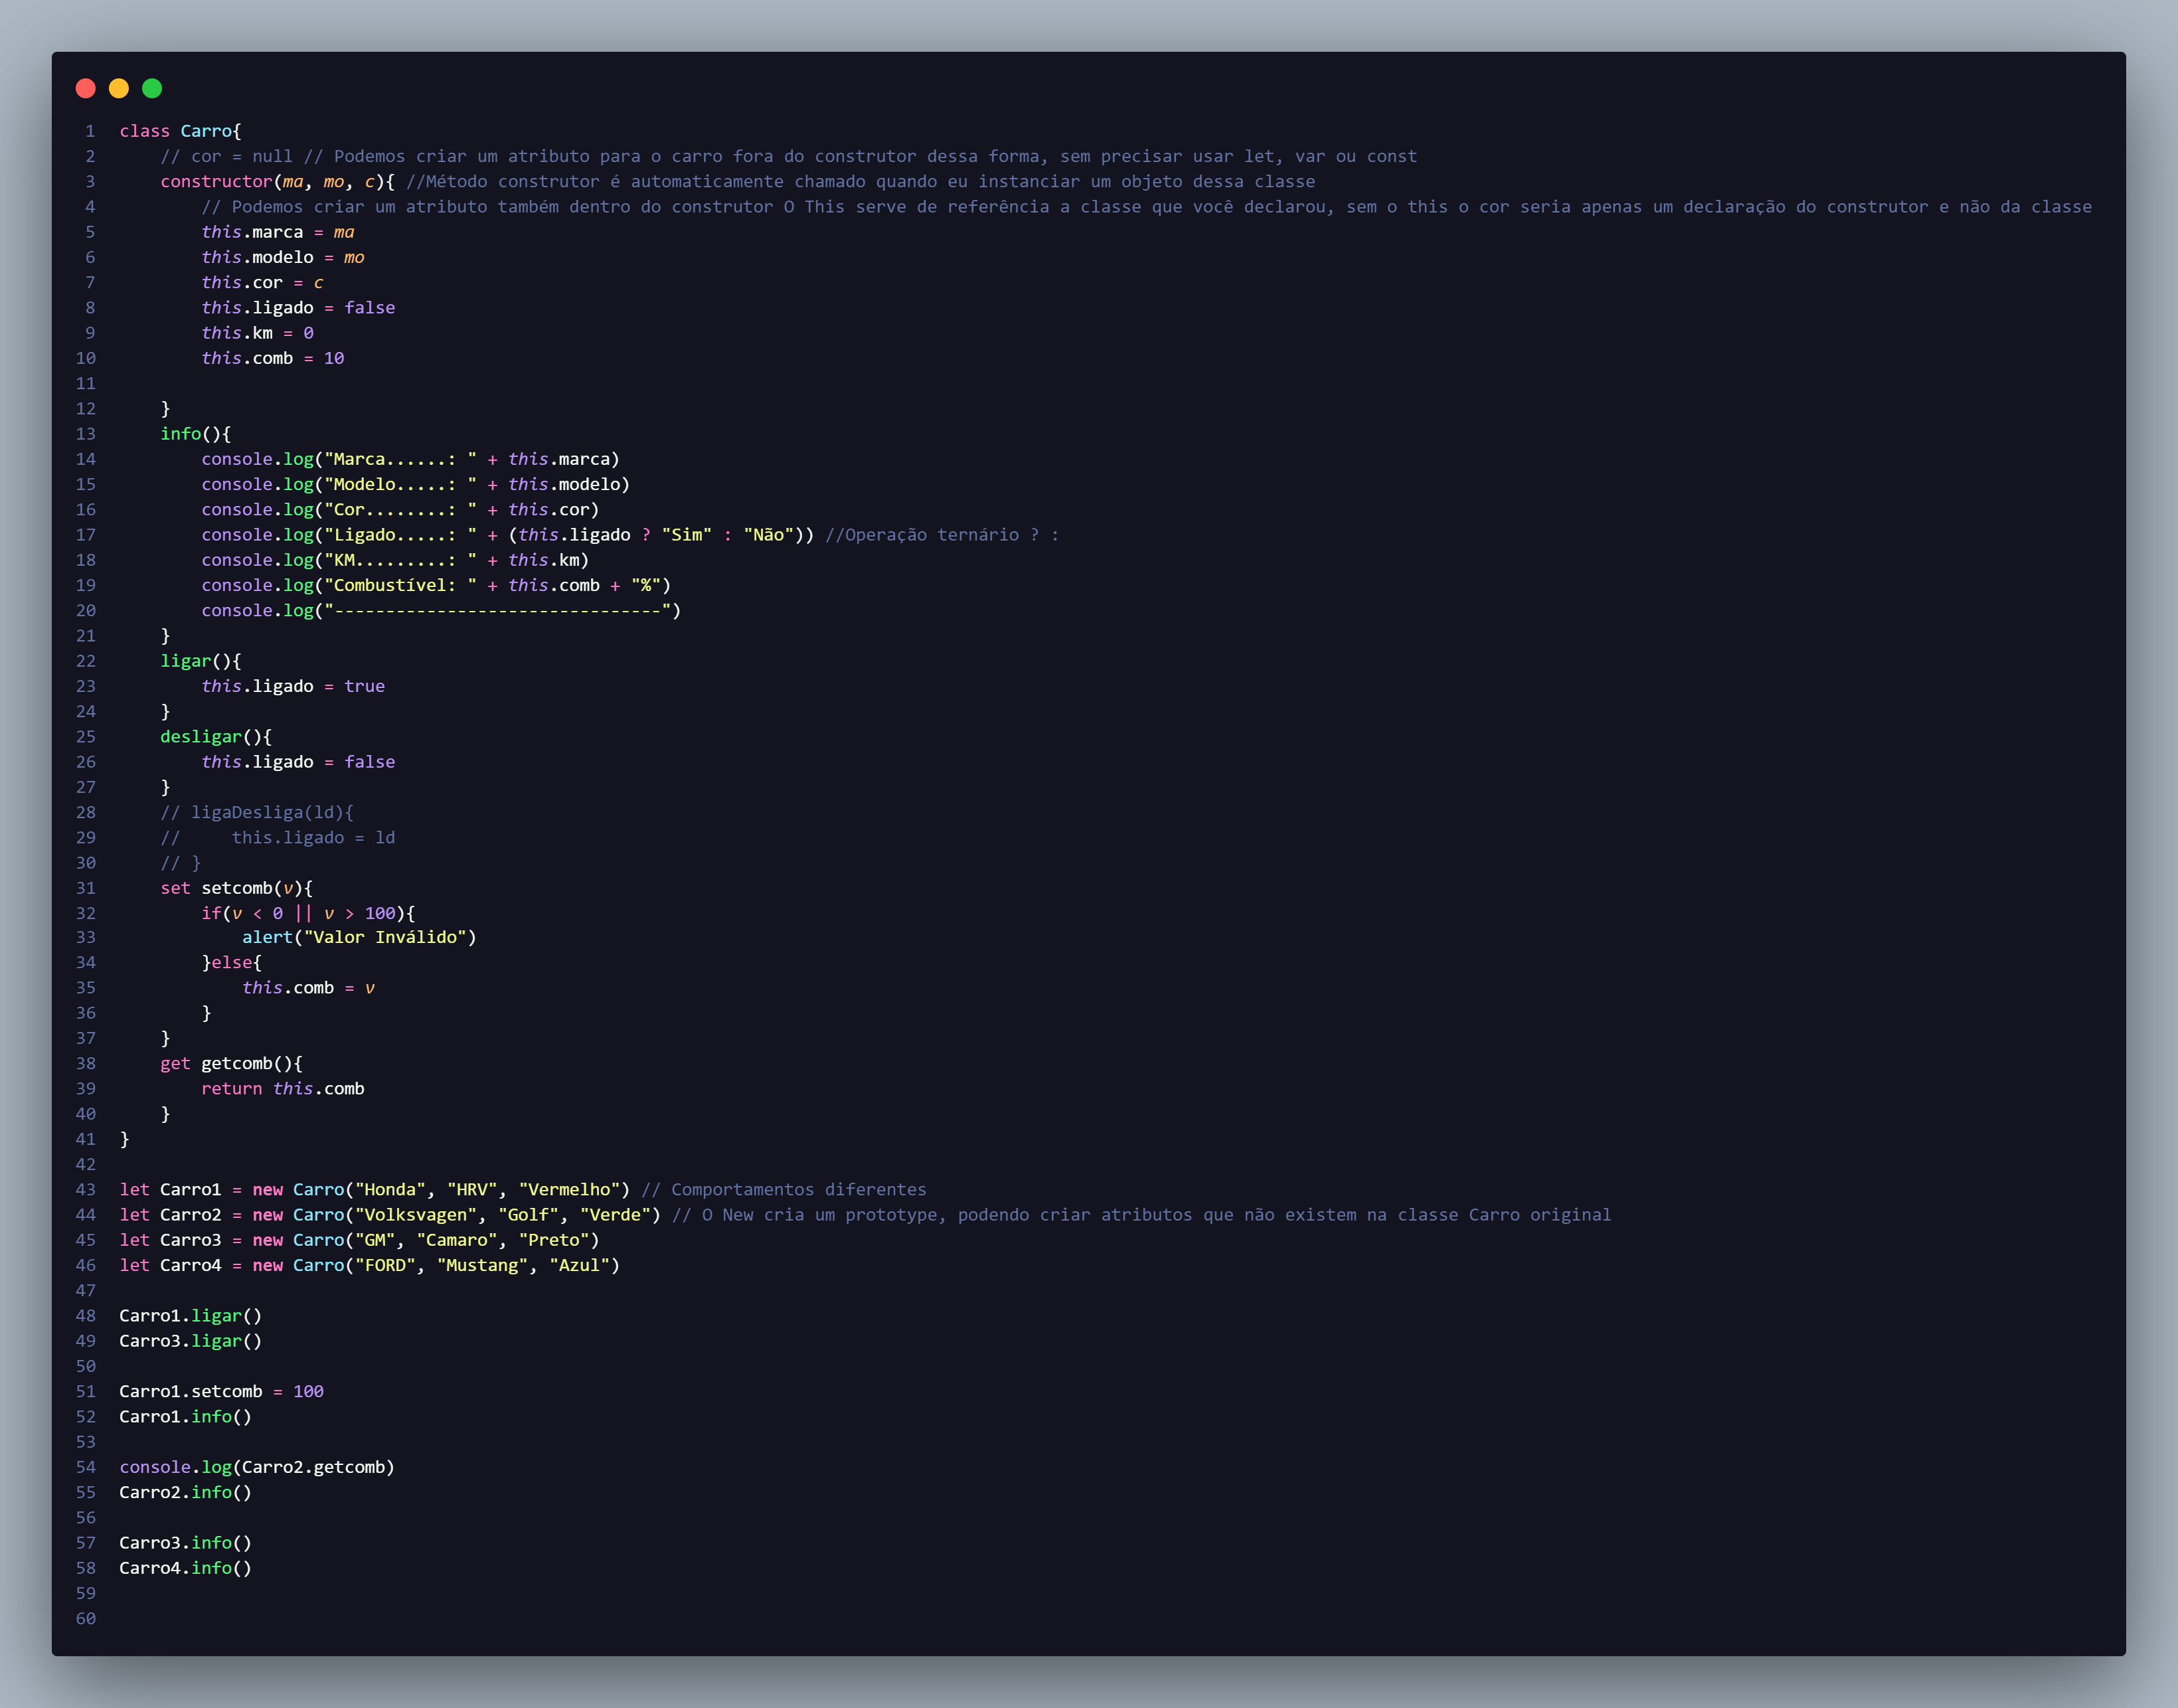 1 class Carro{
2 // cor = null // Podemos criar um atributo para o carro fora do construtor dessa forma, sem precisar usar let, var ou const
3 constructor(ma, mo, c){ //Método construtor é automaticamente chamado quando eu instanciar um objeto dessa classe
4 // Podemos criar um atributo também dentro do construtor O This serve de referência a classe que você declarou, sem o this o cor seria apenas um declaração do construtor e não da classe
5 this.marca = ma
6 this.modelo = mo
7 this.cor = c
8 this.ligado = false
9 this.km = 0
10 this.comb = 10
11
12 }
13 info(){
14 console.log("Marca......: " + this.marca)
15 console.log("Modelo.....: " + this.modelo)
16 console.log("Cor........: " + this.cor)
17 console.log("Ligado.....: " + (this.ligado ? "Sim" : "Não")) //Operação ternário ? :
18 console.log("KM.........: " + this.km)
19 console.log("Combustível: " + this.comb + "%")
20 console.log("--------------------------------")
21 }
22 ligar(){
23 this.ligado = true
24 }
25 desligar(){
26 this.ligado = false
27 }
28 // ligaDesliga(ld){
29 //     this.ligado = ld
30 // }
31 set setcomb(v){
32 if(v < 0 || v > 100){
33 alert("Valor Inválido")
34 }else{
35 this.comb = v
36 }
37 }
38 get getcomb(){
39 return this.comb
40 }
41 }
42
43 let Carro1 = new Carro("Honda", "HRV", "Vermelho") // Comportamentos diferentes
44 let Carro2 = new Carro("Volksvagen", "Golf", "Verde") // O New cria um prototype, podendo criar atributos que não existem na classe Carro original
45 let Carro3 = new Carro("GM", "Camaro", "Preto")
46 let Carro4 = new Carro("FORD", "Mustang", "Azul")
47
48 Carro1.ligar()
49 Carro3.ligar()
50
51 Carro1.setcomb = 100
52 Carro1.info()
53
54 console.log(Carro2.getcomb)
55 Carro2.info()
56
57 Carro3.info()
58 Carro4.info()
59
60